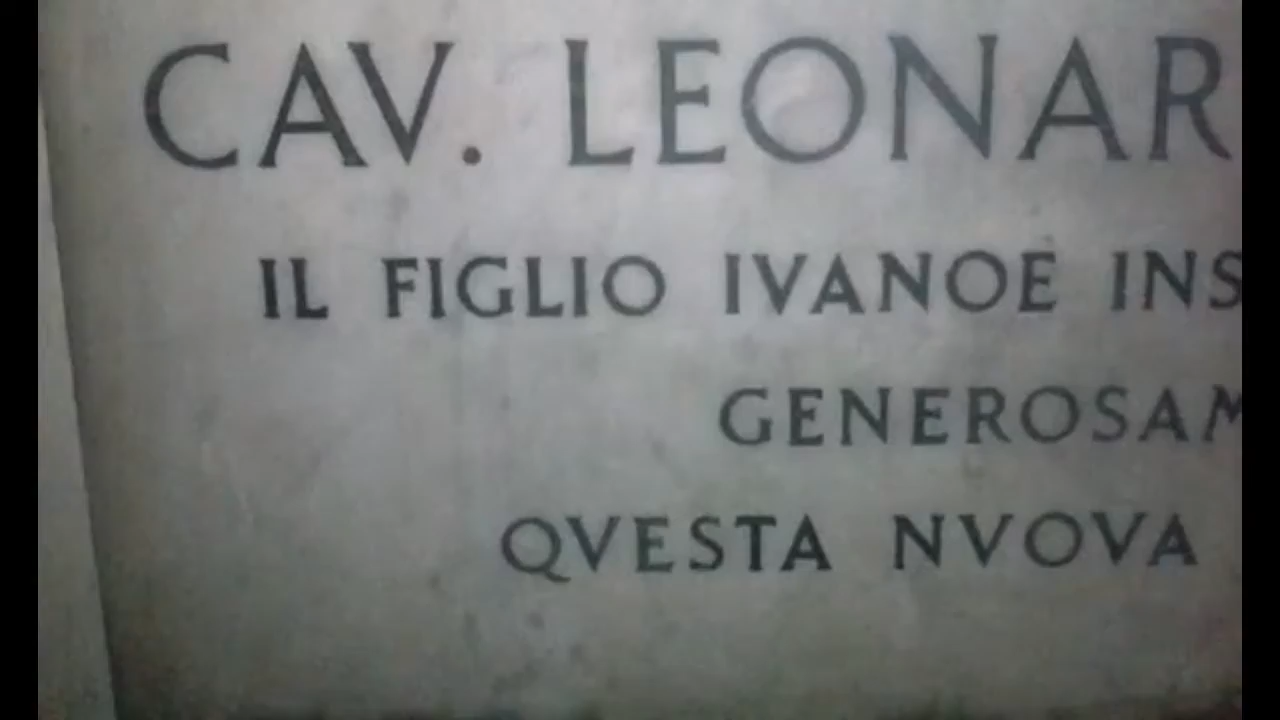 CAV. LEONAR
IL FIGLIO IVANOE INS
GENEROSAM
QVESTA NVOVA